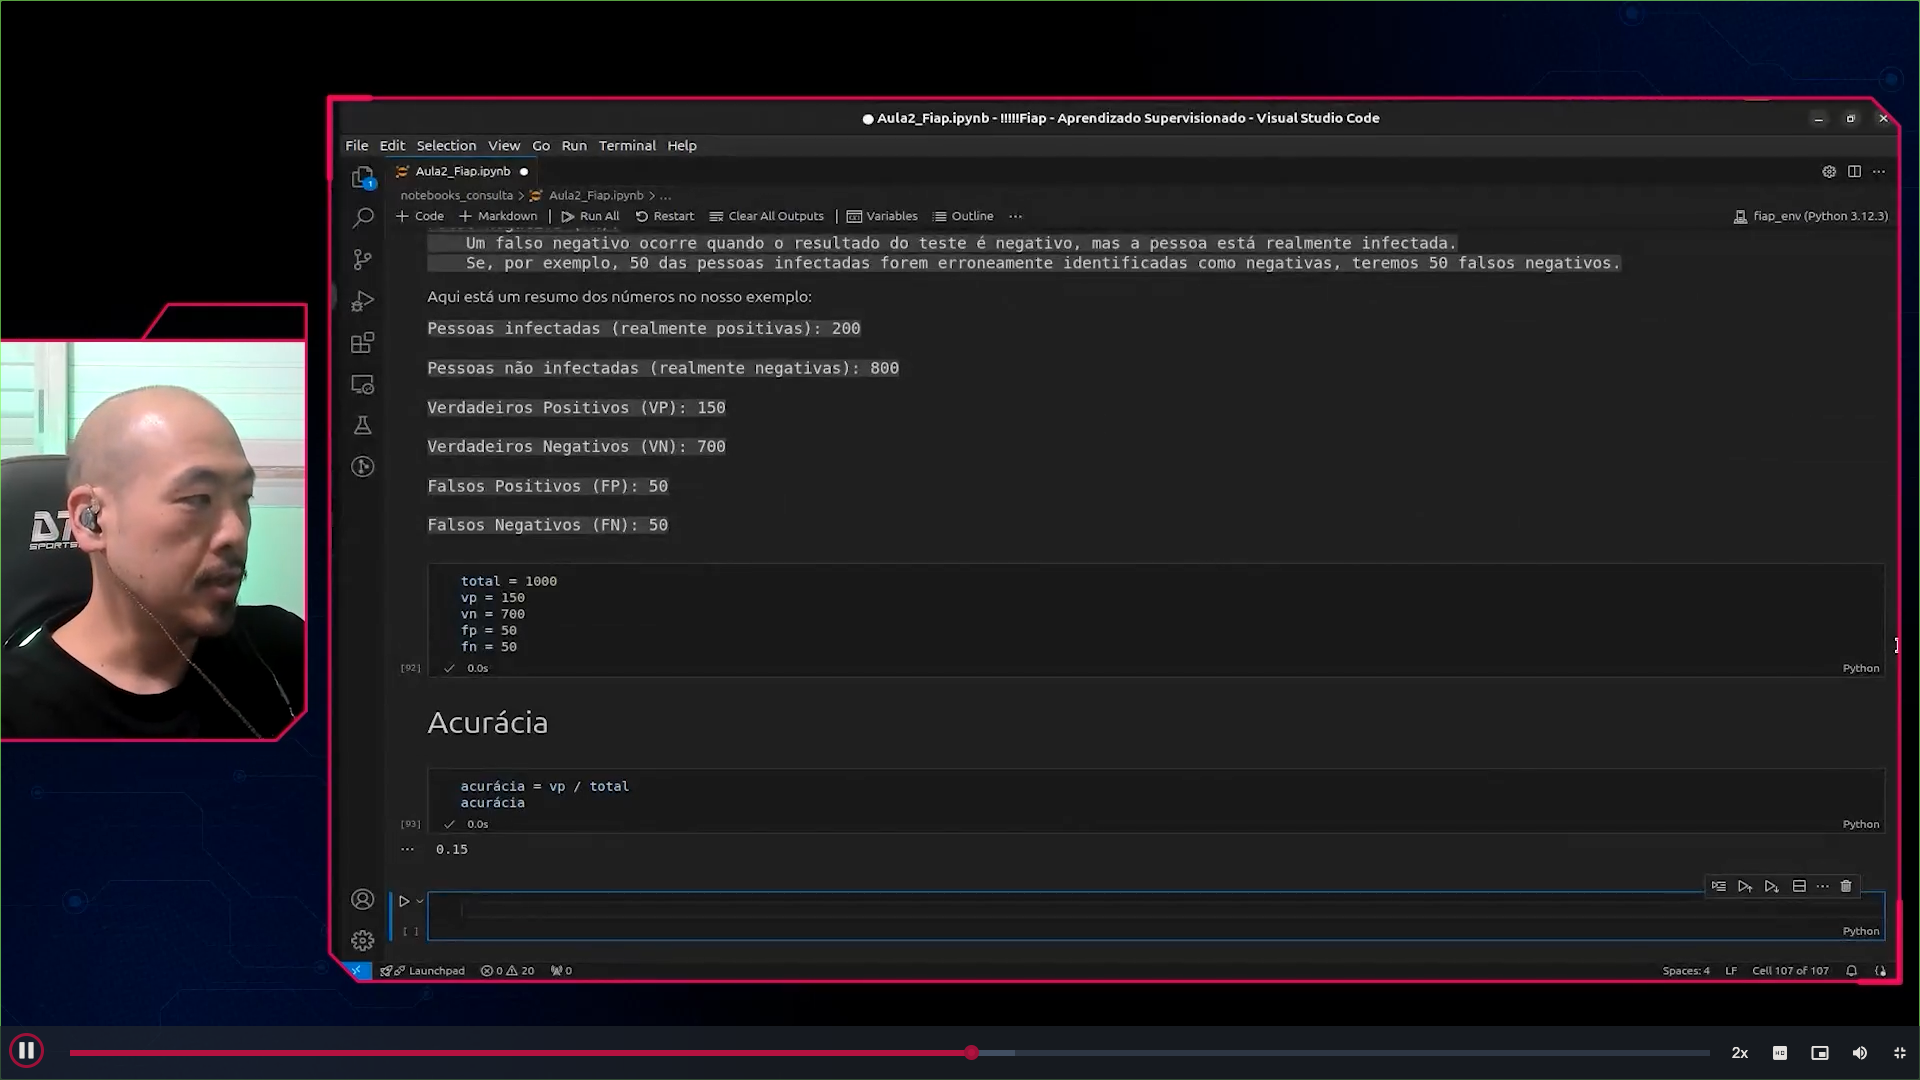 Aula2_Fiap.ipynb - !!!!!Fiap - Aprendizado Supervisionado - Visual Studio Code
File Edit Selection View Go Run Terminal Help
Aula2_Fiap.ipynb
notebooks_consulta > Aula2_Fiap.ipynb > ...
+ Code + Markdown | Run All Restart Clear All Outputs | Variables Outline ...
fiap_env (Python 3.12.3)
Um falso negativo ocorre quando o resultado do teste é negativo, mas a pessoa está realmente infectada.
Se, por exemplo, 50 das pessoas infectadas forem erroneamente identificadas como negativas, teremos 50 falsos negativos.
Aqui está um resumo dos números no nosso exemplo:
Pessoas infectadas (realmente positivas): 200
Pessoas não infectadas (realmente negativas): 800
Verdadeiros Positivos (VP): 150
Verdadeiros Negativos (VN): 700
Falsos Positivos (FP): 50
Falsos Negativos (FN): 50
total = 1000
vp = 150
vn = 700
fp = 50
fn = 50
[92] 0.0s Python
Acurácia
acurácia = vp / total
acurácia
[93] 0.0s Python
... 0.15
[ ] Python
Launchpad 0 20 0
Spaces: 4 LF Cell 107 of 107
SPORTS
2x
HD